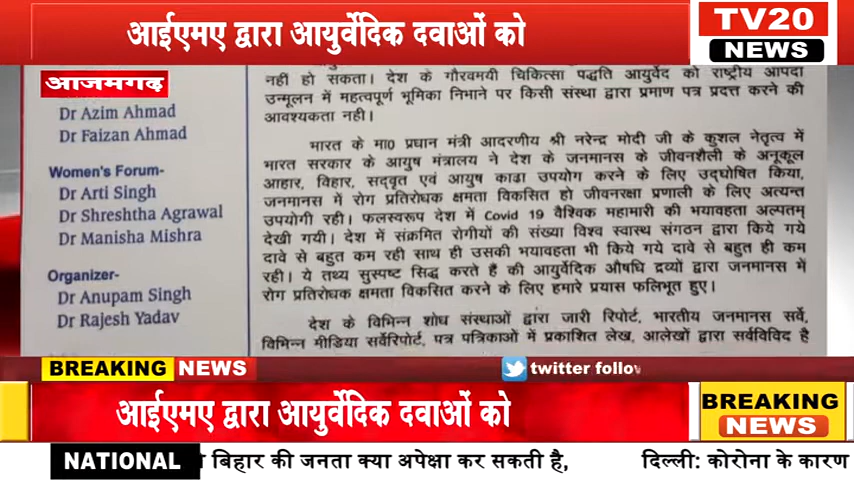 आईएमए द्वारा आयुर्वेदिक दवाओं को
TV20
NEWS
आजमगढ़
Dr Azim Ahmad
Dr Faizan Ahmad
Women's Forum-
Dr Arti Singh
Dr Shreshtha Agrawal
Dr Manisha Mishra
Organizer-
Dr Anupam Singh
Dr Rajesh Yadav
नहीं हो सकता। देश के गौरवमयी चिकित्सा पद्धति आयुर्वेद को राष्ट्रीय आपदा
उन्मूलन में महत्वपूर्ण भूमिका निभाने पर किसी संस्था द्वारा प्रमाण पत्र प्रदत्त करने की
आवश्यकता नही।
भारत के मा0 प्रधान मंत्री आदरणीय श्री नरेन्द्र मोदी जी के कुशल नेतृत्व में
भारत सरकार के आयुष मंत्रालय ने देश के जनमानस के जीवनशैली के अनुकूल
आहार, विहार, सद्वृत एवं आयुष काढा उपयोग करने के लिए उद्घोषित किया,
जनमानस में रोग प्रतिरोधक क्षमता विकसित हो जीवनरक्षा प्रणाली के लिए अत्यन्त
उपयोगी रही। फलस्वरूप देश में Covid 19 वैश्विक महामारी की भयावहता अल्पतम्
देखी गयी। देश में संक्रमित रोगीयों की संख्या विश्व स्वास्थ संगठन द्वारा किये गये
दावे से बहुत कम रही साथ ही उसकी भयावहता भी किये गये दावे से बहुत ही कम
रही। ये तथ्य सुस्पष्ट सिद्ध करते हैं की आयुर्वेदिक औषधि द्रव्यों द्वारा जनमानस में
रोग प्रतिरोधक क्षमता विकसित करने के लिए हमारे प्रयास फलिभूत हुए।
देश के विभिन्न शोध संस्थाओं द्वारा जारी रिपोर्ट, भारतीय जनमानस सर्वे,
विभिन्न मीडिया सर्वेरिपोर्ट, पत्र पत्रिकाओं में प्रकाशित लेख, आलेखों द्वारा सर्वविविद है
BREAKING NEWS
twitter follow
आईएमए द्वारा आयुर्वेदिक दवाओं को
BREAKING
NEWS
NATIONAL
बिहार की जनता क्या अपेक्षा कर सकती है,
दिल्ली: कोरोना के कारण